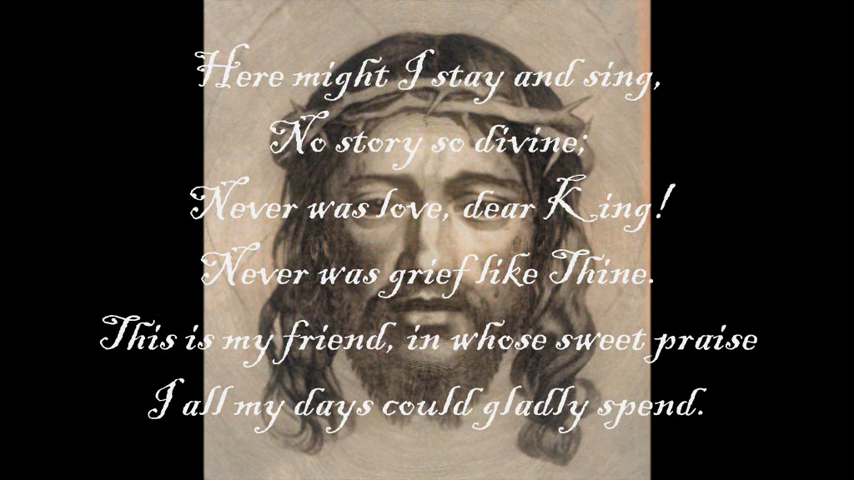 Here might I stay and sing,
No story so divine;
Never was love, dear King!
Never was grief like Thine.
This is my friend, in whose sweet praise
I all my days could gladly spend.